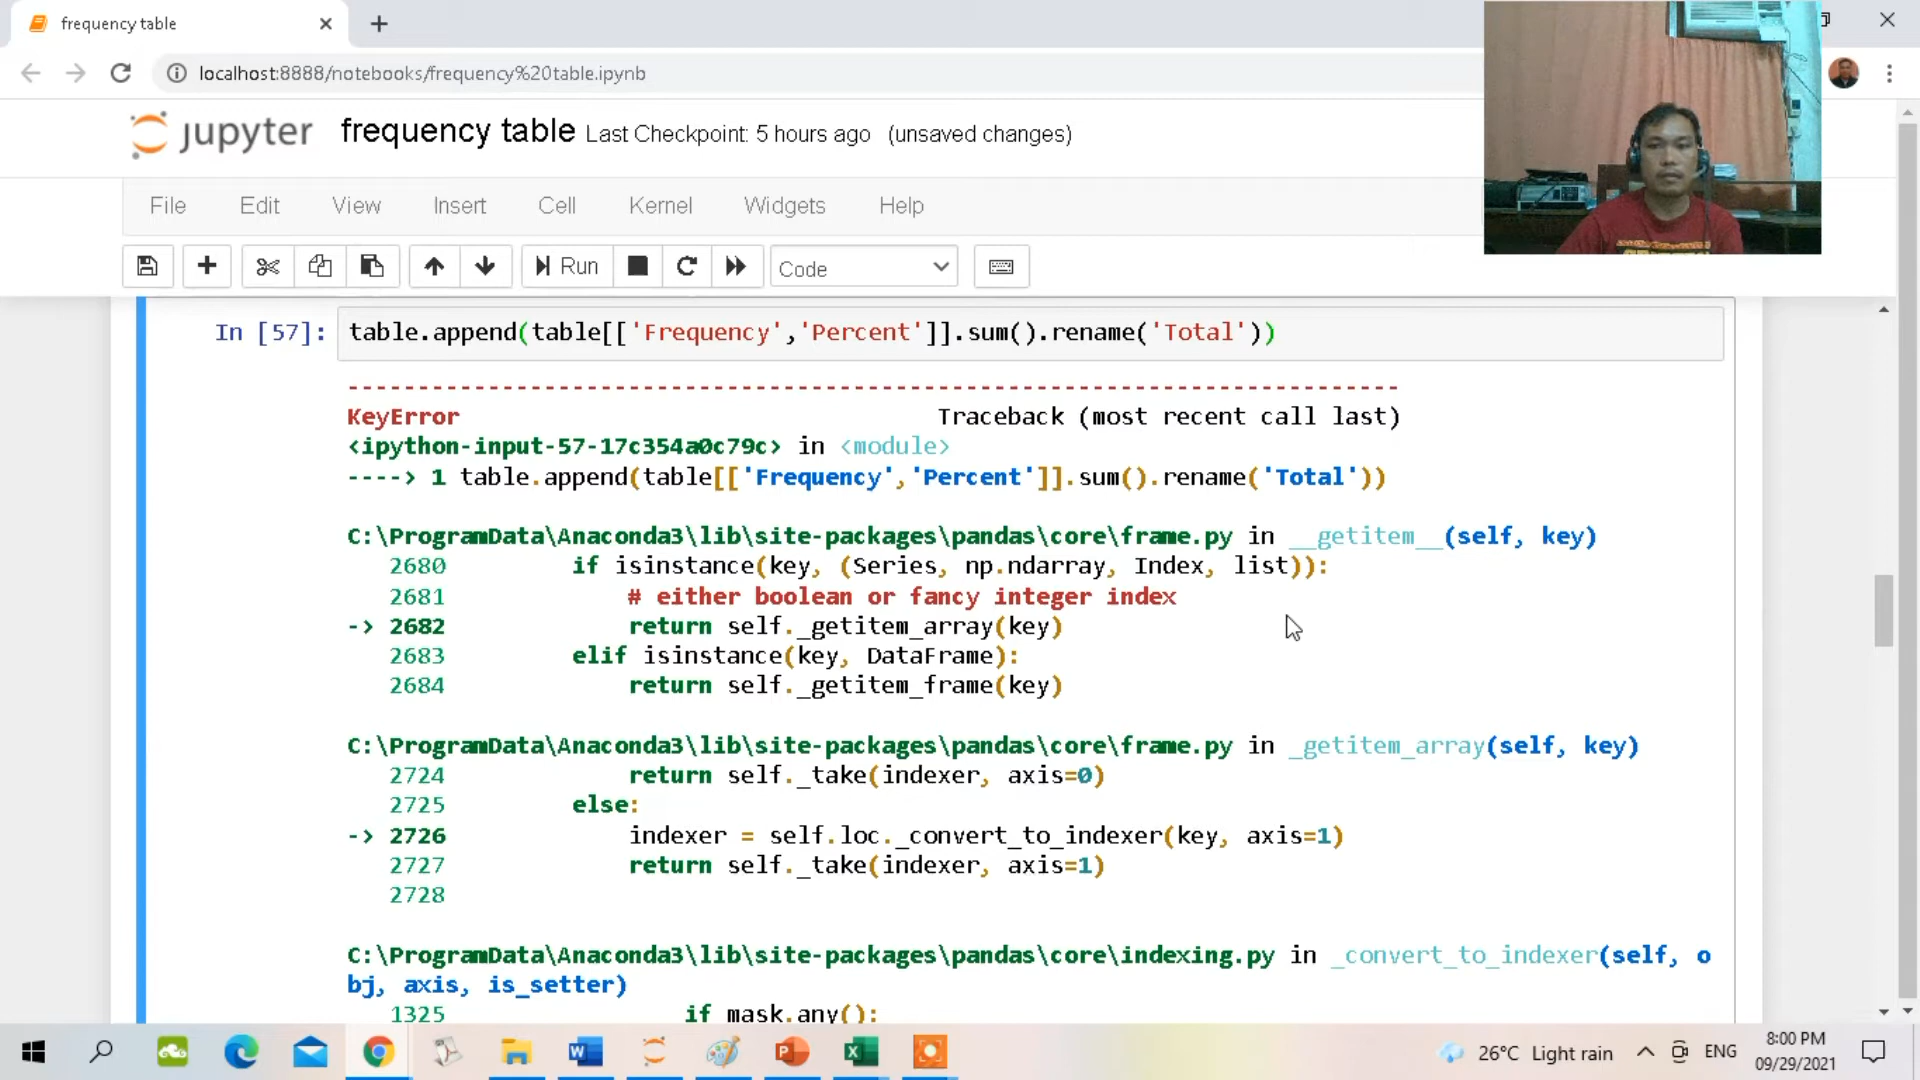 frequency table
localhost:8888/notebooks/frequency%20table.ipynb
jupyter frequency table Last Checkpoint: 5 hours ago (unsaved changes)
File Edit View Insert Cell Kernel Widgets Help
Run Code
In [57]: table.append(table[['Frequency','Percent']].sum().rename('Total'))
---------------------------------------------------------------------------
KeyError Traceback (most recent call last)
<ipython-input-57-17c354a0c79c> in <module>
----> 1 table.append(table[['Frequency','Percent']].sum().rename('Total'))
C:\ProgramData\Anaconda3\lib\site-packages\pandas\core\frame.py in __getitem__(self, key)
2680 if isinstance(key, (Series, np.ndarray, Index, list)):
2681 # either boolean or fancy integer index
-> 2682 return self._getitem_array(key)
2683 elif isinstance(key, DataFrame):
2684 return self._getitem_frame(key)
C:\ProgramData\Anaconda3\lib\site-packages\pandas\core\frame.py in _getitem_array(self, key)
2724 return self._take(indexer, axis=0)
2725 else:
-> 2726 indexer = self.loc._convert_to_indexer(key, axis=1)
2727 return self._take(indexer, axis=1)
2728
C:\ProgramData\Anaconda3\lib\site-packages\pandas\core\indexing.py in _convert_to_indexer(self, o
bj, axis, is_setter)
1325 if mask.any():
26°C Light rain ENG 8:00 PM
09/29/2021